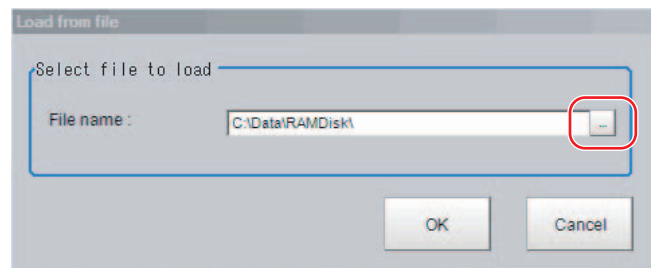 Load from file
Select file to load
File name :
C:\Data\RAMDisk\
...
OK
Cancel